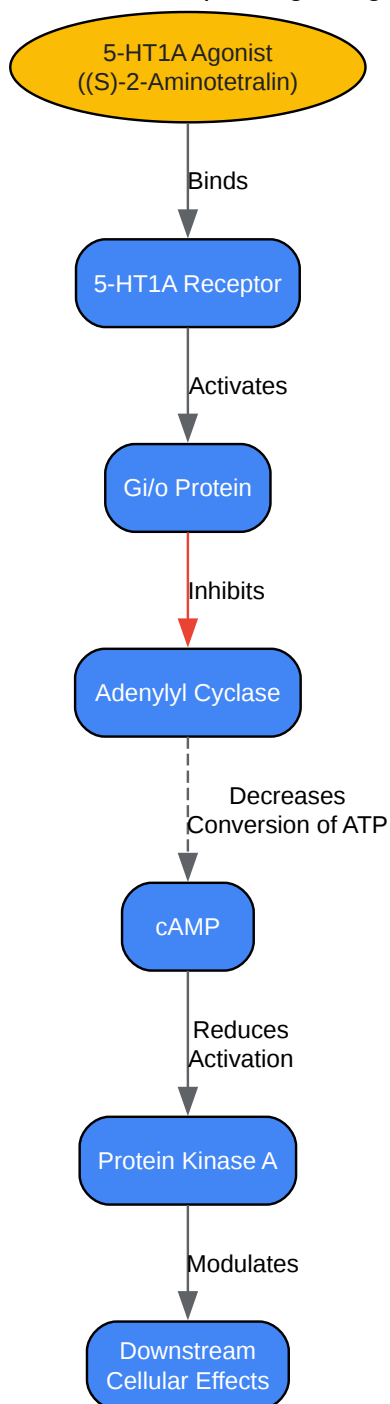 5-HT1A Agonist
((S)-2-Aminotetralin)
Binds
5-HT1A Receptor
Activates
Gi/o Protein
Inhibits
Adenylyl Cyclase
Decreases
Conversion of ATP
cAMP
Reduces
Activation
Protein Kinase A
Modulates
Downstream
Cellular Effects